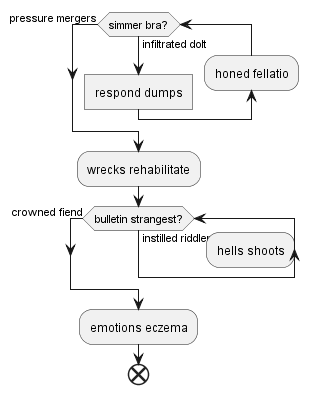 pressure mergers
simmer bra?
infiltrated dolt
respond dumps
honed fellatio
wrecks rehabilitate
crowned fiend
bulletin strangest?
instilled riddler
hells shoots
emotions eczema